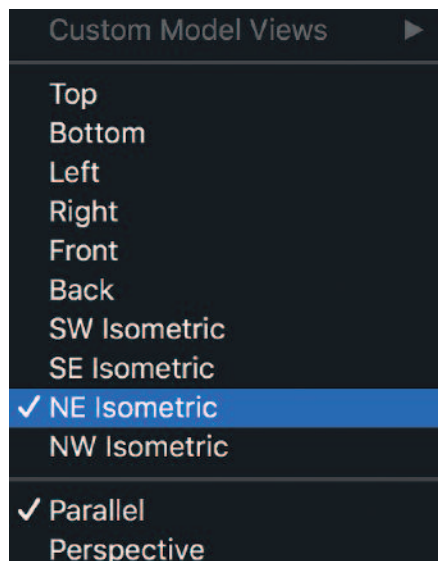 Custom Model Views
Top
Bottom
Left
Right
Front
Back
SW Isometric
SE Isometric
NE Isometric
NW Isometric
Parallel
Perspective